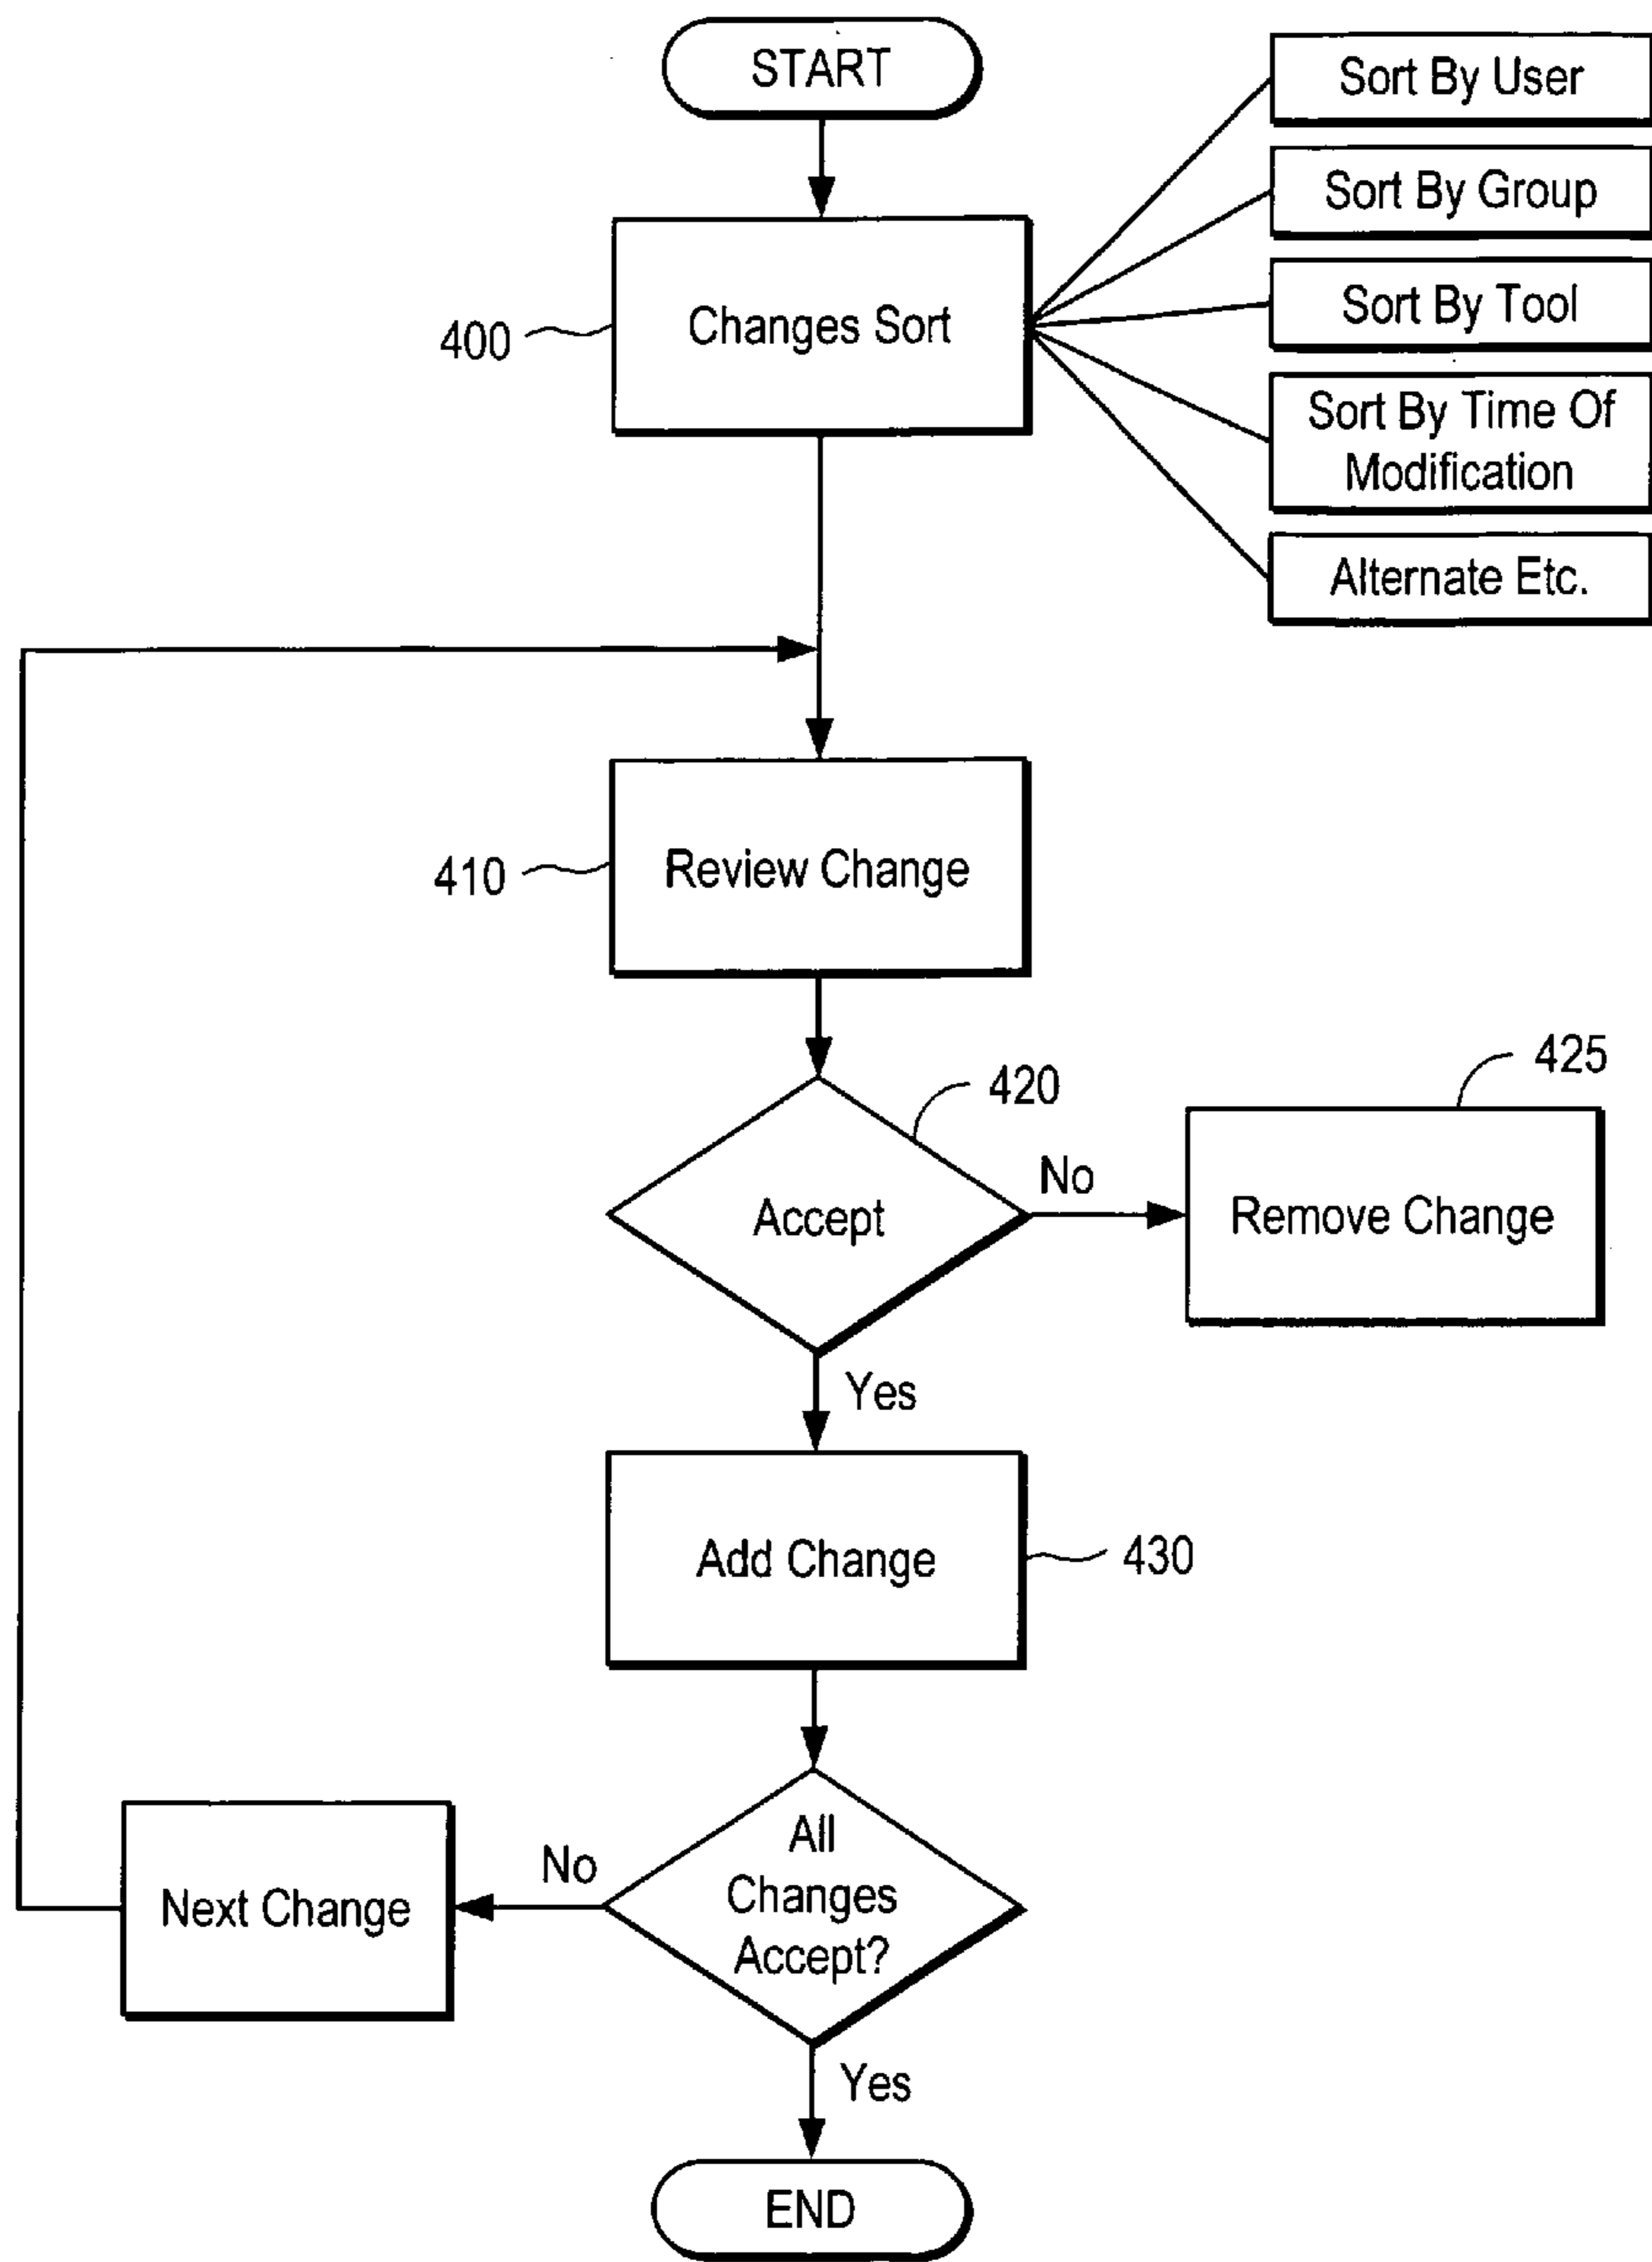 START
Sort By User
Sort By Group
Sort By Tool
Sort By Time Of
Modification
Alternate Etc.
400
Changes Sort
410
Review Change
420
425
Accept
No
Remove Change
Yes
Add Change
430
All
Changes
Accept?
No
Next Change
Yes
END